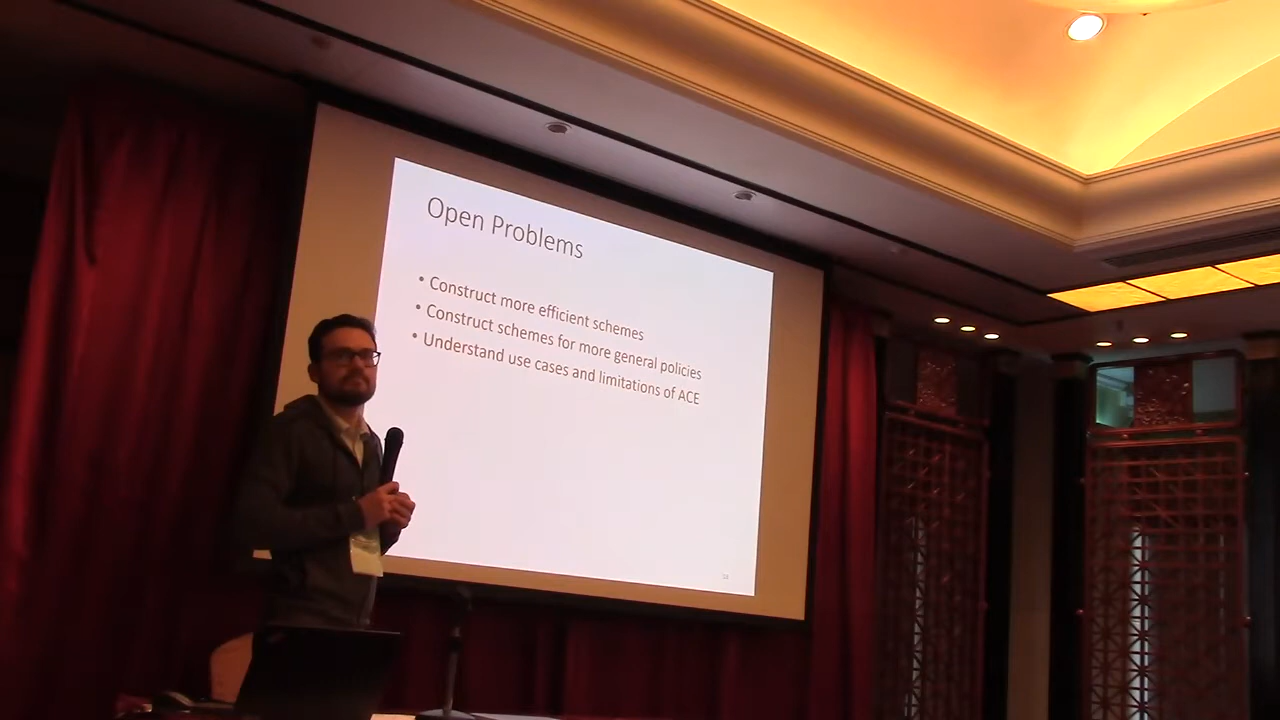 Open Problems
• Construct more efficient schemes
• Construct schemes for more general policies
• Understand use cases and limitations of ACE